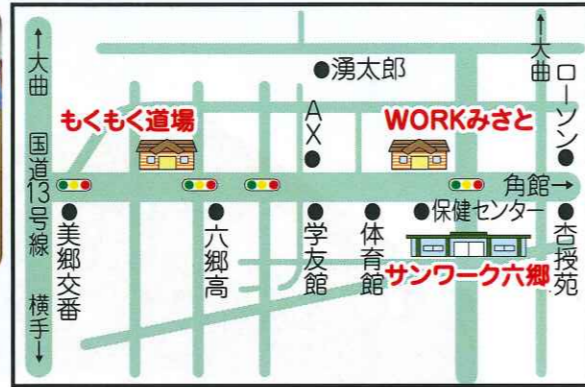 ↑大曲
国道13号線
横手↓
もくもく道場
美郷交番
六郷高
●湧太郎
AX
学友館
体育館
WORKみさと
保健センター
サンワーク六郷
↑大曲
ローソン
角館→
杏授苑